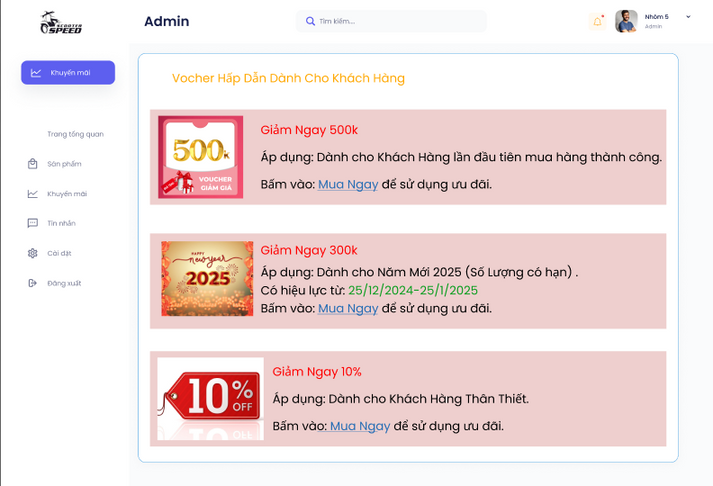 SCOOTER
SPEED
Admin
Tìm kiếm...
Nhóm 5
Admin
Khuyến mãi
Trang tổng quan
Sản phẩm
Khuyến mãi
Tin nhắn
Cài đặt
Đăng xuất
Vocher Hấp Dẫn Dành Cho Khách Hàng
500K
VOUCHER
GIẢM GIÁ
Giảm Ngay 500k
Áp dụng: Dành cho Khách Hàng lần đầu tiên mua hàng thành công.
Bấm vào: Mua Ngay để sử dụng ưu đãi.
HAPPY
new year
2025
Giảm Ngay 300k
Áp dụng: Dành cho Năm Mới 2025 (Số Lượng có hạn) .
Có hiệu lực từ: 25/12/2024-25/1/2025
Bấm vào: Mua Ngay để sử dụng ưu đãi.
10% OFF
Giảm Ngay 10%
Áp dụng: Dành cho Khách Hàng Thân Thiết.
Bấm vào: Mua Ngay để sử dụng ưu đãi.